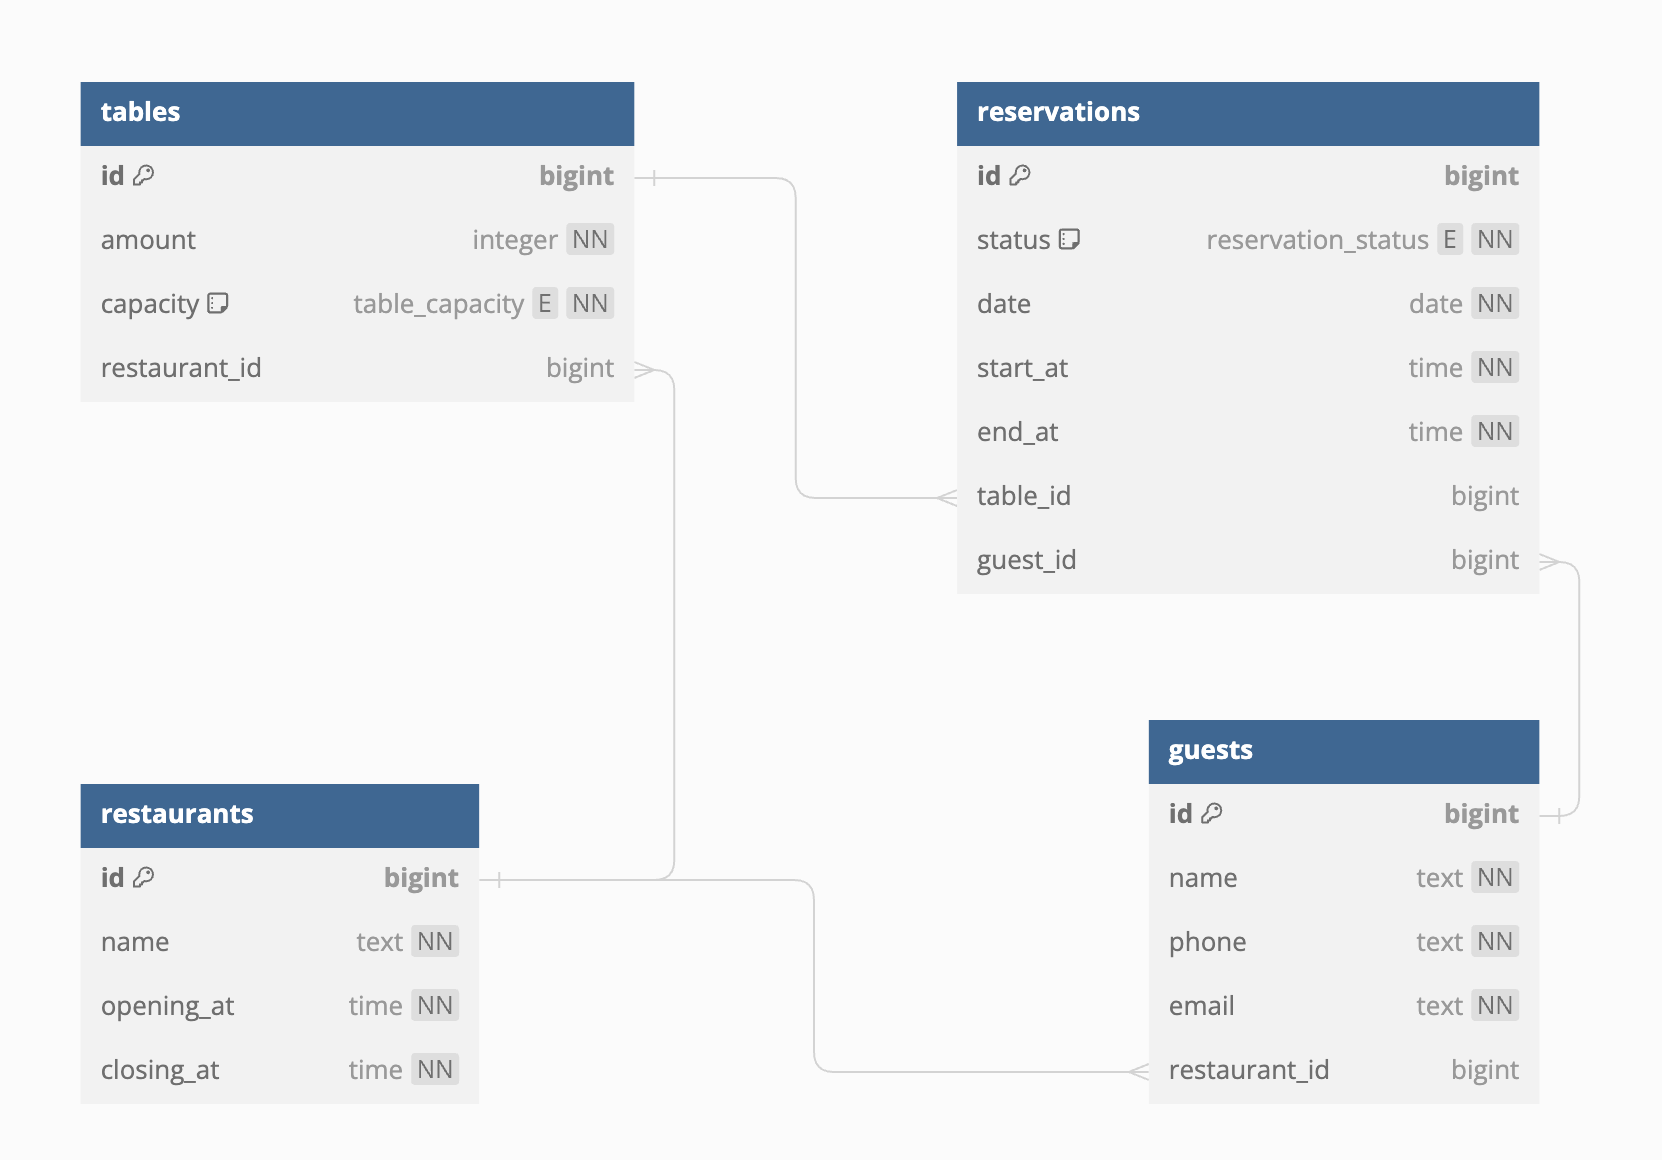 tables
id bigint
amount integer NN
capacity table_capacity E NN
restaurant_id bigint
reservations
id bigint
status reservation_status E NN
date date NN
start_at time NN
end_at time NN
table_id bigint
guest_id bigint
restaurants
id bigint
name text NN
opening_at time NN
closing_at time NN
guests
id bigint
name text NN
phone text NN
email text NN
restaurant_id bigint